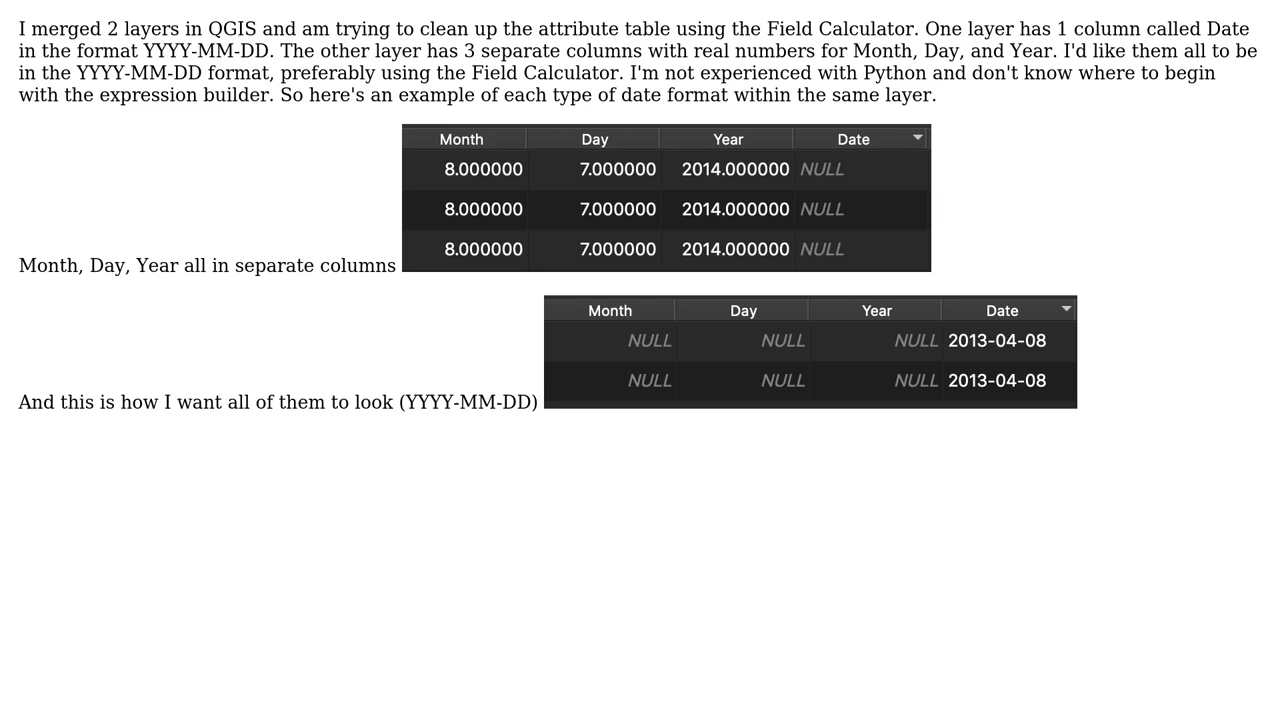 I merged 2 layers in QGIS and am trying to clean up the attribute table using the Field Calculator. One layer has 1 column called Date
in the format YYYY-MM-DD. The other layer has 3 separate columns with real numbers for Month, Day, and Year. I'd like them all to be
in the YYYY-MM-DD format, preferably using the Field Calculator. I'm not experienced with Python and don't know where to begin
with the expression builder. So here's an example of each type of date format within the same layer.
Month Day Year Date
8.000000 7.000000 2014.000000 NULL
8.000000 7.000000 2014.000000 NULL
8.000000 7.000000 2014.000000 NULL
Month, Day, Year all in separate columns
Month Day Year Date
NULL NULL NULL 2013-04-08
NULL NULL NULL 2013-04-08
And this is how I want all of them to look (YYYY-MM-DD)